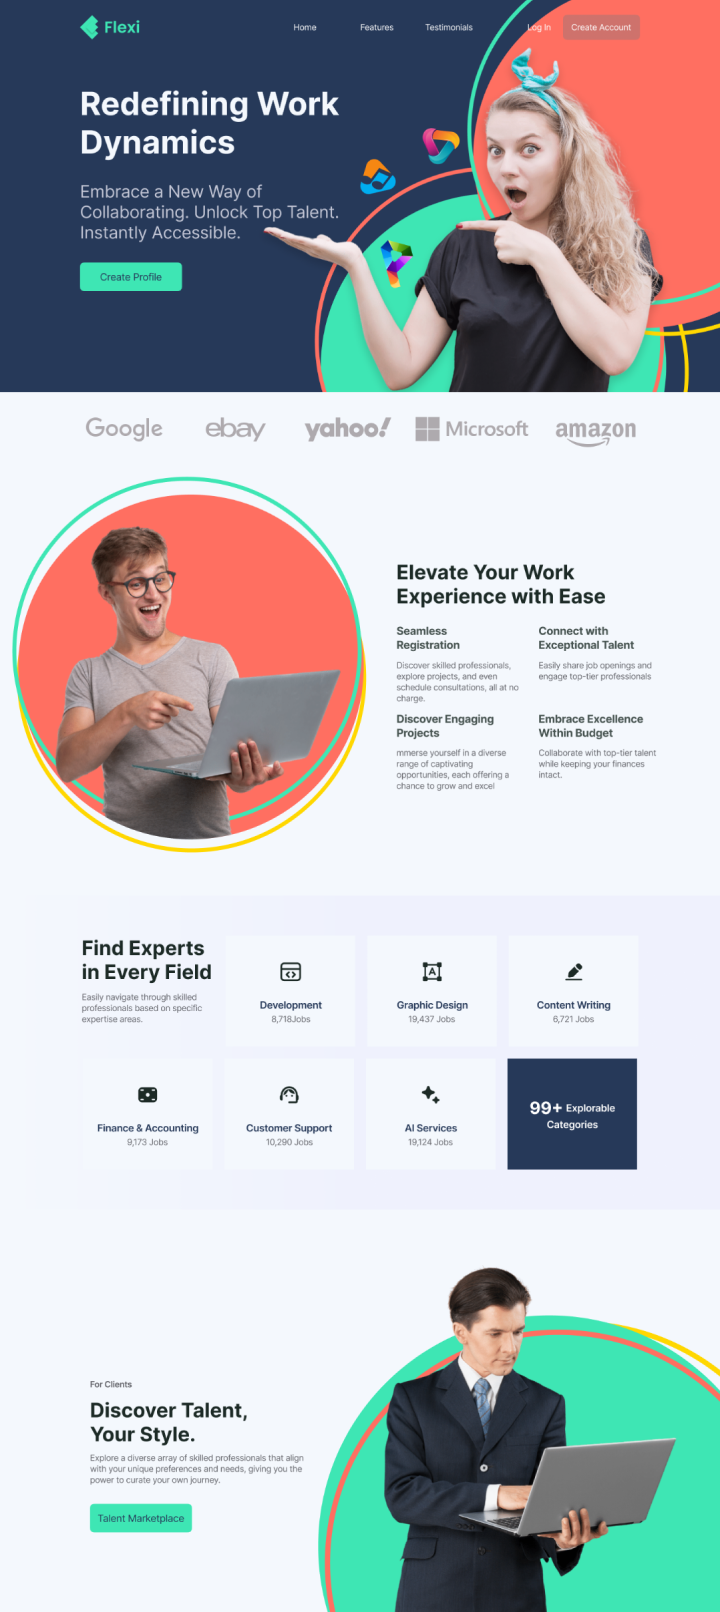 Flexi
Home
Features
Testimonials
Log In
Create Account
Redefining Work
Dynamics
Embrace a New Way of
Collaborating. Unlock Top Talent.
Instantly Accessible.
Create Profile
Google
ebay
yahoo!
Microsoft
amazon
Elevate Your Work
Experience with Ease
Seamless
Registration
Discover skilled professionals,
explore projects, and even
schedule consultations, all at no
charge.
Connect with
Exceptional Talent
Easily share job openings and
engage top-tier professionals
Discover Engaging
Projects
mmerse yourself in a diverse
range of captivating
opportunities, each offering a
chance to grow and excel
Embrace Excellence
Within Budget
Collaborate with top-tier talent
while keeping your finances
intact.
Find Experts
in Every Field
Easily navigate through skilled
professionals based on specific
expertise areas.
Development
8,718Jobs
Graphic Design
19,437 Jobs
Content Writing
6,721 Jobs
Finance & Accounting
9,173 Jobs
Customer Support
10,290 Jobs
AI Services
19,124 Jobs
99+ Explorable
Categories
For Clients
Discover Talent,
Your Style.
Explore a diverse array of skilled professionals that align
with your unique preferences and needs, giving you the
power to curate your own journey.
Talent Marketplace